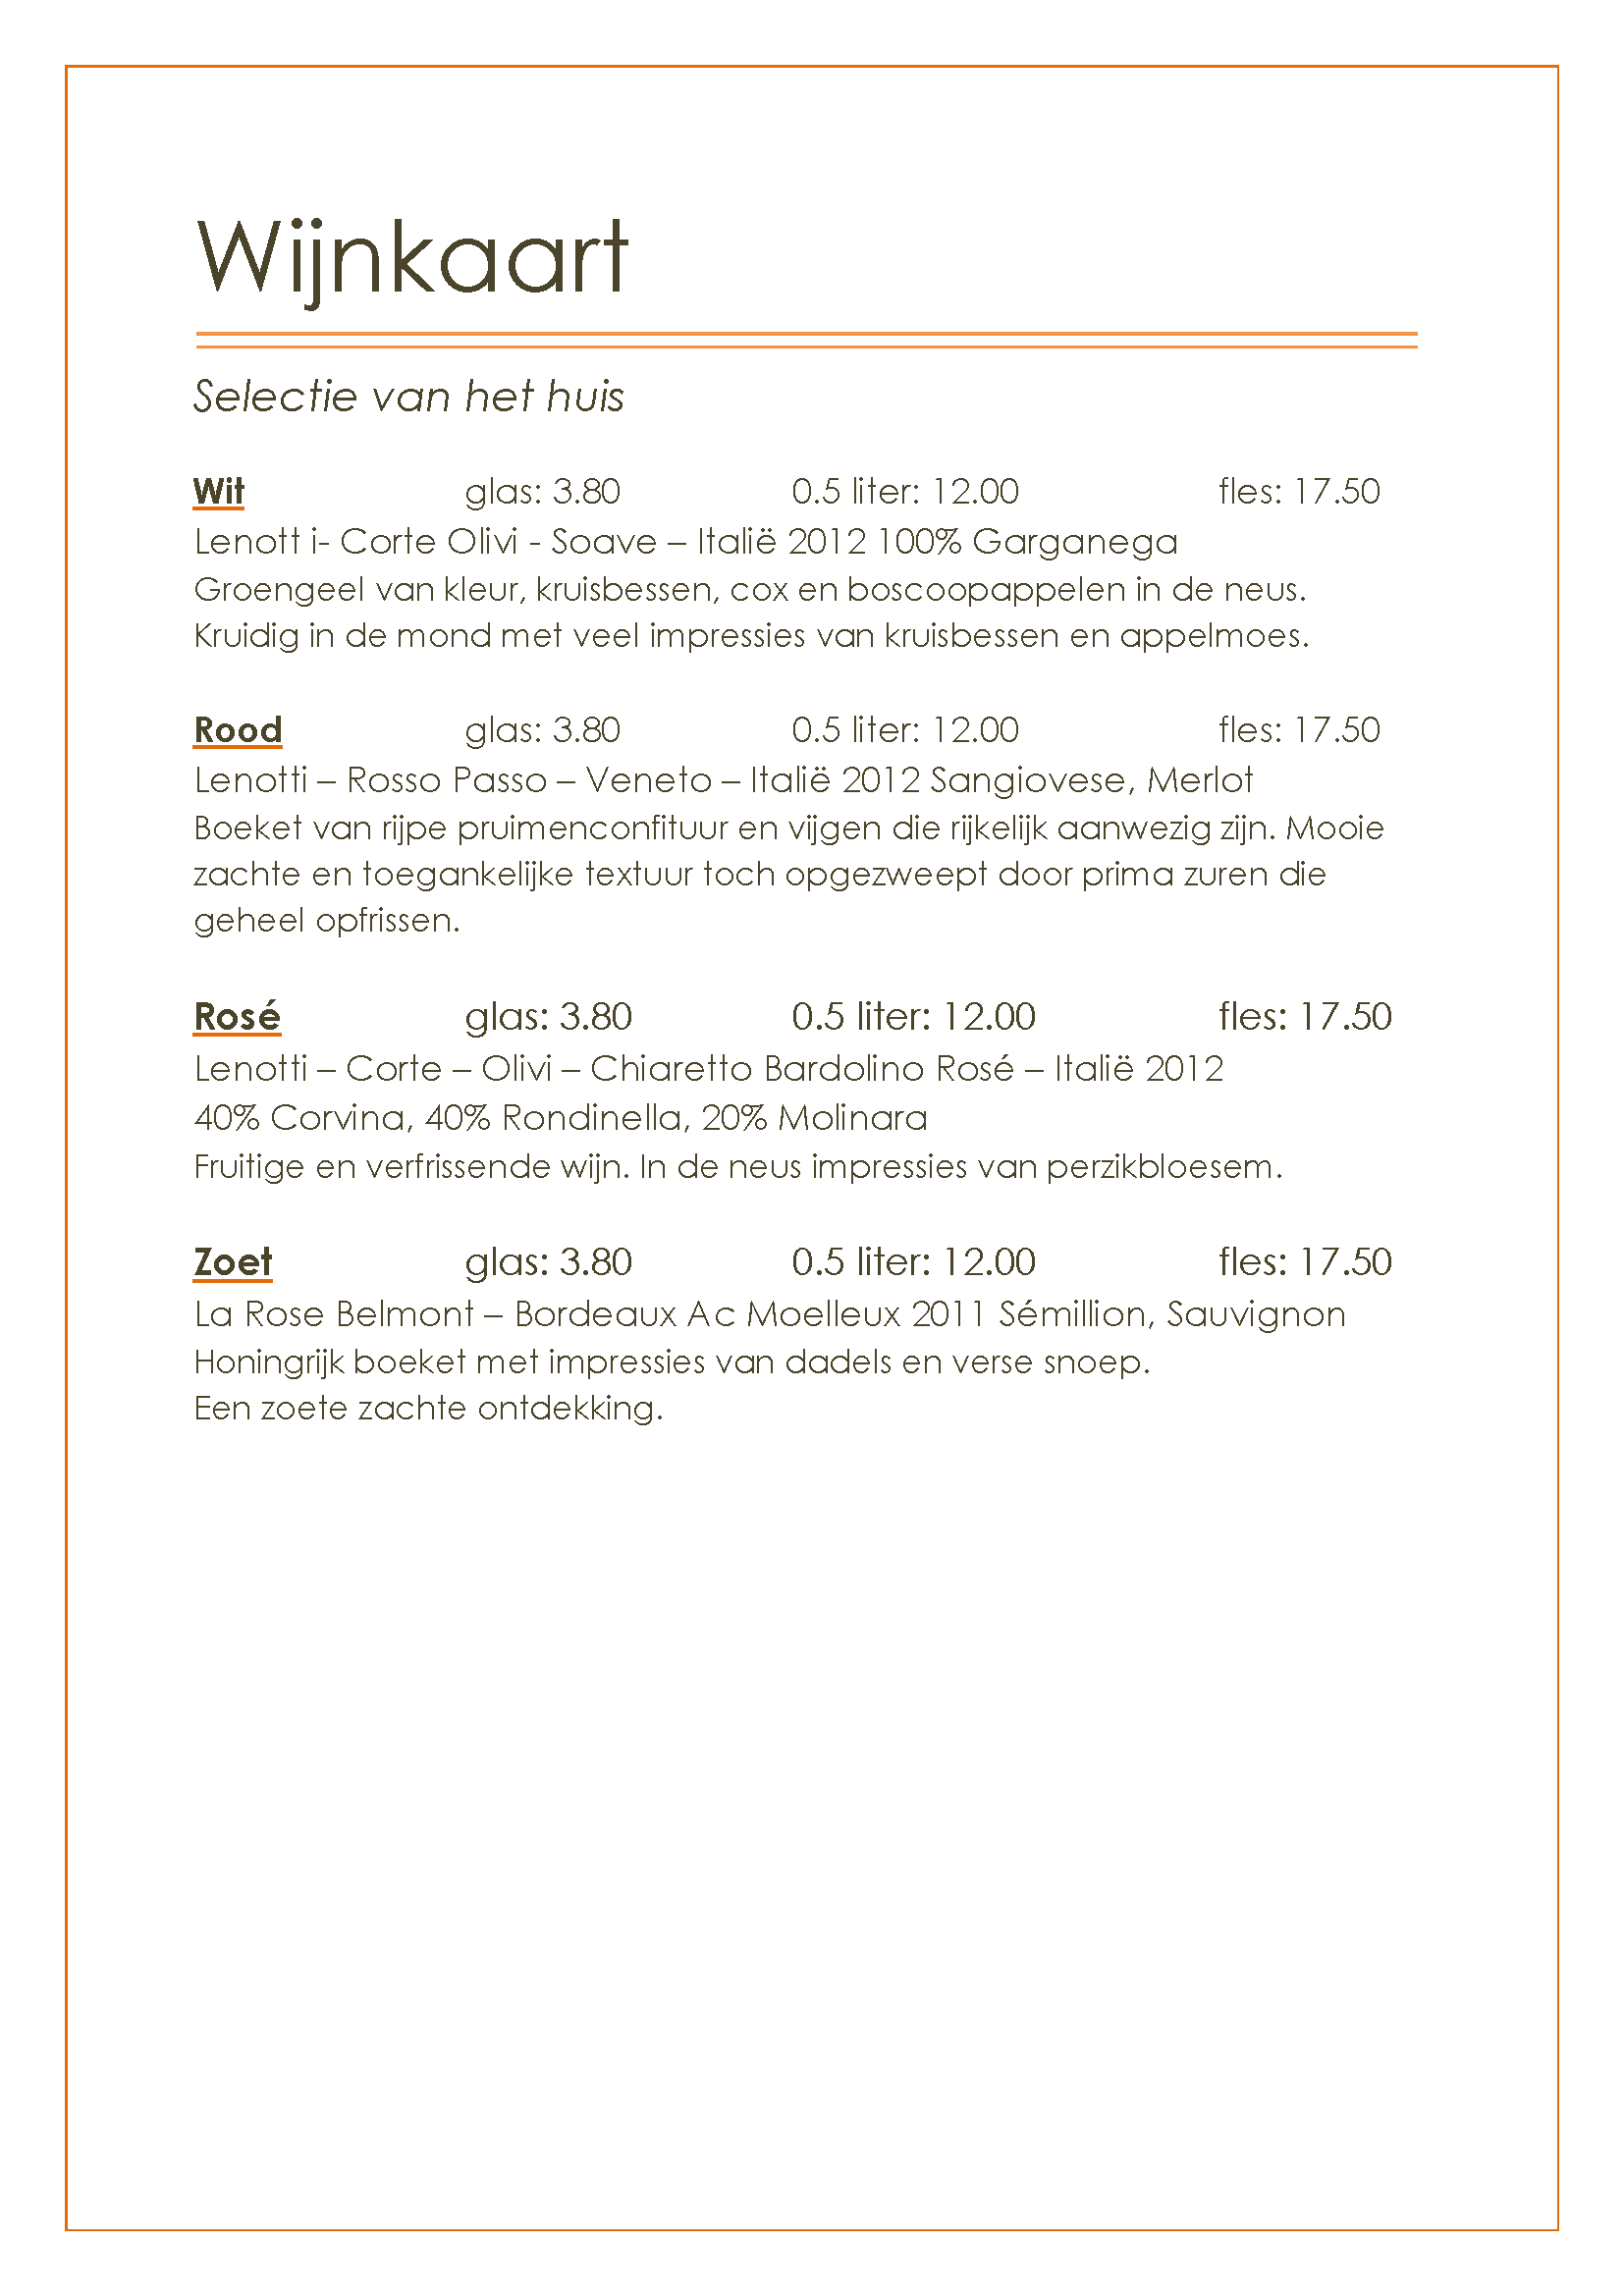 Wijnkaart
Selectie van het huis
Wit glas: 3.80 0.5 liter: 12.00 fles: 17.50
Lenott i- Corte Olivi - Soave – Italië 2012 100% Garganega
Groengeel van kleur, kruisbessen, cox en boscoopappelen in de neus.
Kruidig in de mond met veel impressies van kruisbessen en appelmoes.
Rood glas: 3.80 0.5 liter: 12.00 fles: 17.50
Lenotti – Rosso Passo – Veneto – Italië 2012 Sangiovese, Merlot
Boeket van rijpe pruimenconfituur en vijgen die rijkelijk aanwezig zijn. Mooie
zachte en toegankelijke textuur toch opgezweept door prima zuren die
geheel opfrissen.
Rosé glas: 3.80 0.5 liter: 12.00 fles: 17.50
Lenotti – Corte – Olivi – Chiaretto Bardolino Rosé – Italië 2012
40% Corvina, 40% Rondinella, 20% Molinara
Fruitige en verfrissende wijn. In de neus impressies van perzikbloesem.
Zoet glas: 3.80 0.5 liter: 12.00 fles: 17.50
La Rose Belmont – Bordeaux Ac Moelleux 2011 Sémillion, Sauvignon
Honingrijk boeket met impressies van dadels en verse snoep.
Een zoete zachte ontdekking.